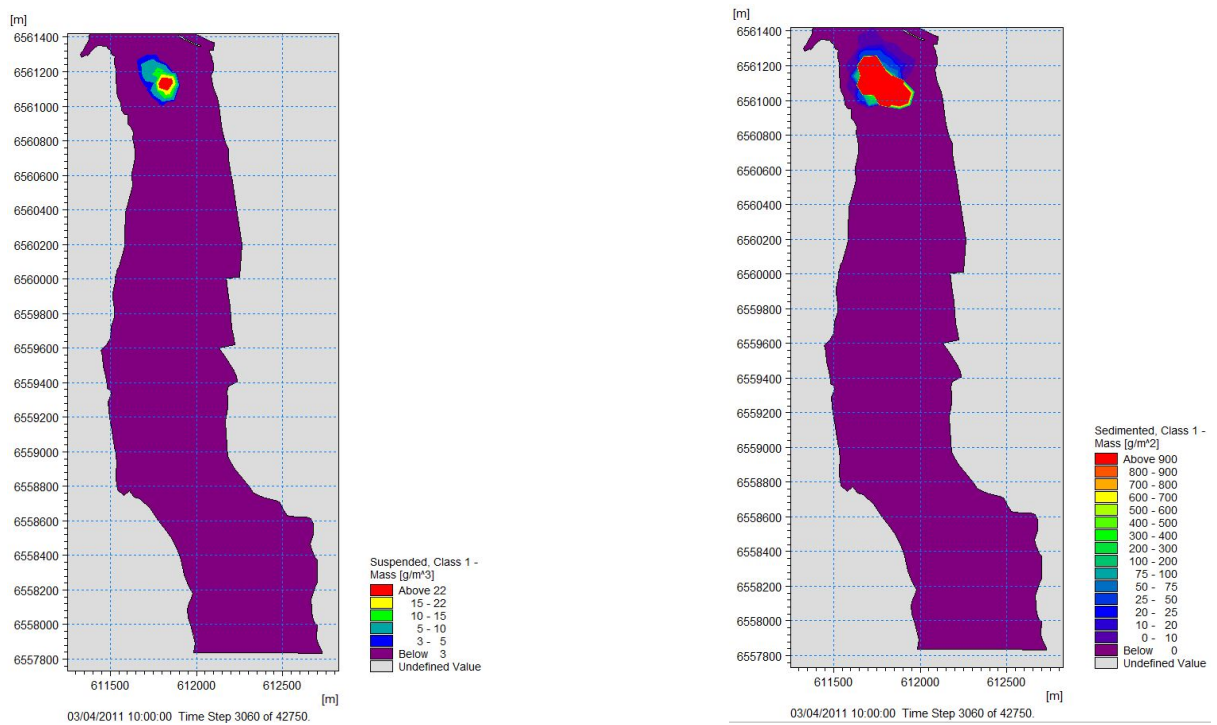 [m]
6561400
6561200
6561000
6560800
6560600
6560400
6560200
6560000
6559800
6559600
6559400
6559200
6559000
6558800
6558600
6558400
6558200
6558000
6557800
611500 612000 612500
[m]
03/04/2011 10:00:00 Time Step 3060 of 42750.
Suspended, Class 1 -
Mass [g/m^3]
Above 22
15 - 22
10 - 15
5 - 10
3 - 5
Below 3
Undefined Value
[m]
6561400
6561200
6561000
6560800
6560600
6560400
6560200
6560000
6559800
6559600
6559400
6559200
6559000
6558800
6558600
6558400
6558200
6558000
6557800
611500 612000 612500
[m]
03/04/2011 10:00:00 Time Step 3060 of 42750.
Sedimented, Class 1 -
Mass [g/m^2]
Above 900
800 - 900
700 - 800
600 - 700
500 - 600
400 - 500
300 - 400
200 - 300
100 - 200
75 - 100
50 - 75
25 - 50
20 - 25
10 - 20
0 - 10
Below 0
Undefined Value